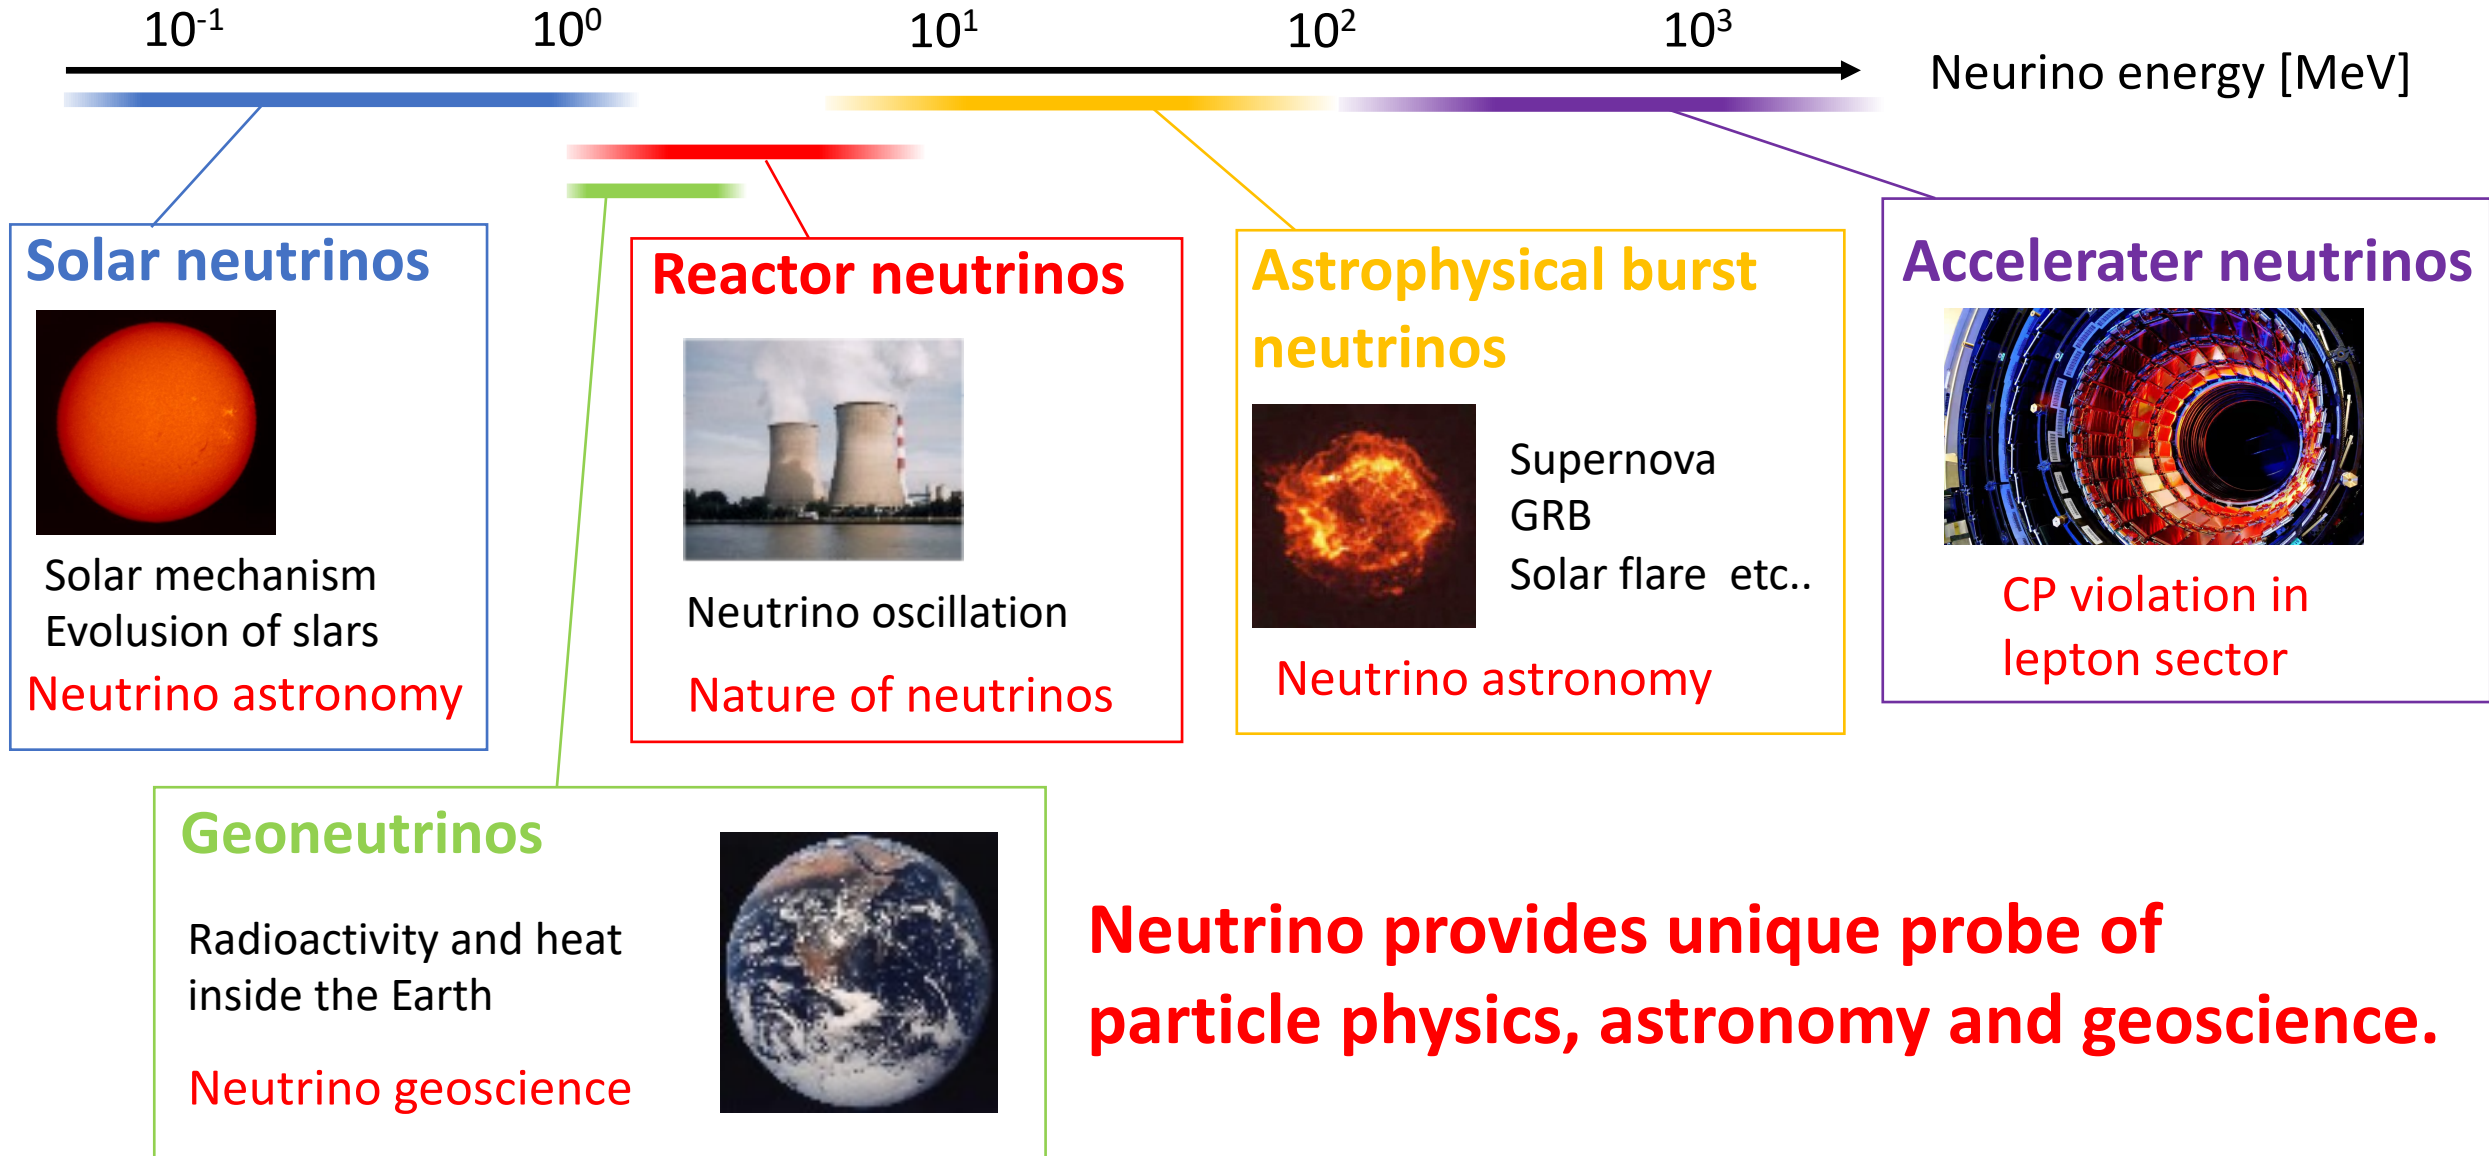 10⁻¹ 10⁰ 10¹ 10² 10³
Neurino energy [MeV]
Solar neutrinos
Solar mechanism
Evolusion of slars
Neutrino astronomy
Reactor neutrinos
Neutrino oscillation
Nature of neutrinos
Astrophysical burst
neutrinos
Supernova
GRB
Solar flare etc..
Neutrino astronomy
Accelerater neutrinos
CP violation in
lepton sector
Geoneutrinos
Radioactivity and heat
inside the Earth
Neutrino geoscience
Neutrino provides unique probe of
particle physics, astronomy and geoscience.